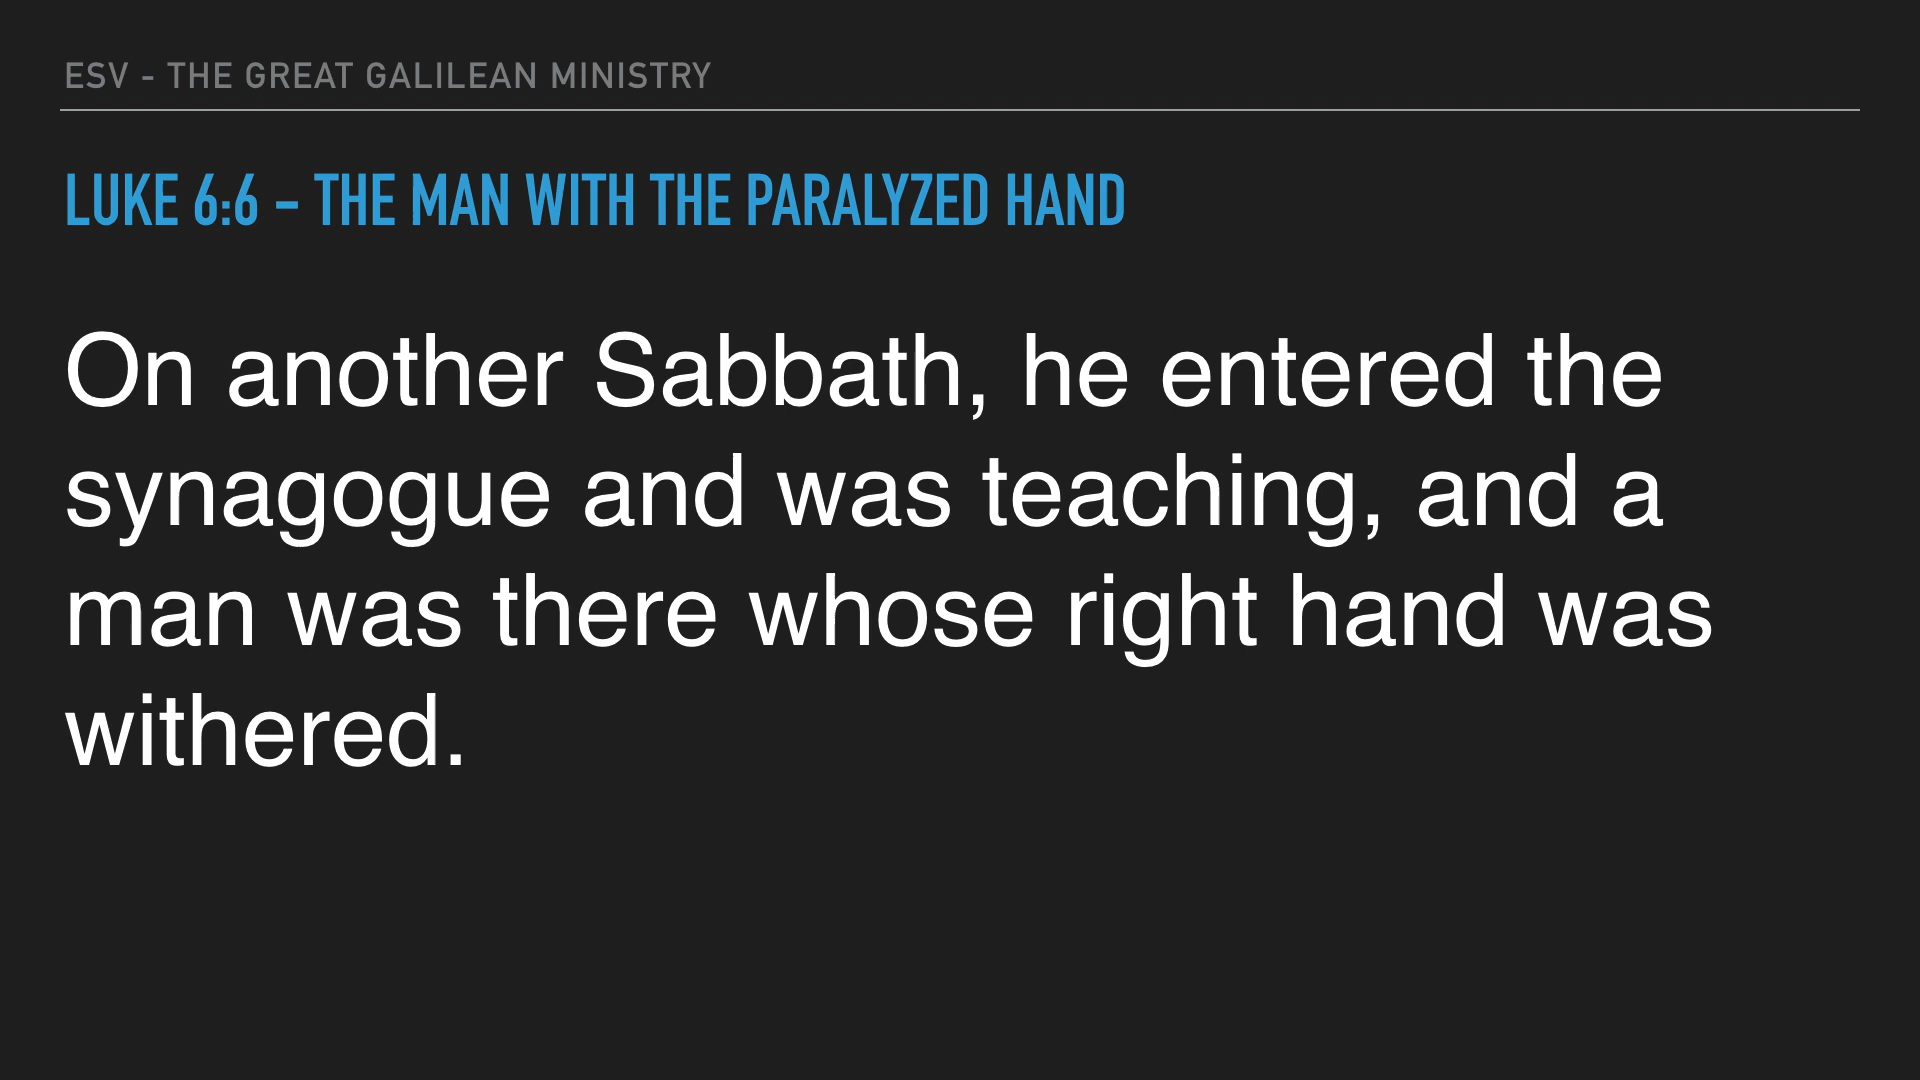 ESV - THE GREAT GALILEAN MINISTRY
LUKE 6:6 - THE MAN WITH THE PARALYZED HAND
On another Sabbath, he entered the
synagogue and was teaching, and a
man was there whose right hand was
withered.